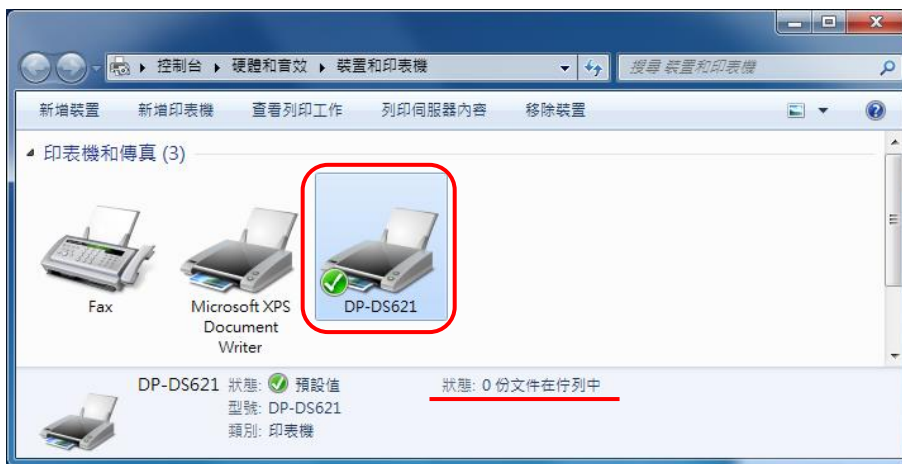 控制台 ▸ 硬體和音效 ▸ 裝置和印表機
搜尋 裝置和印表機
新增裝置 新增印表機 查看列印工作 列印伺服器內容 移除裝置
印表機和傳真 (3)
Fax
Microsoft XPS
Document
Writer
DP-DS621
DP-DS621 狀態: 預設值 狀態: 0 份文件在佇列中
型號: DP-DS621
類別: 印表機